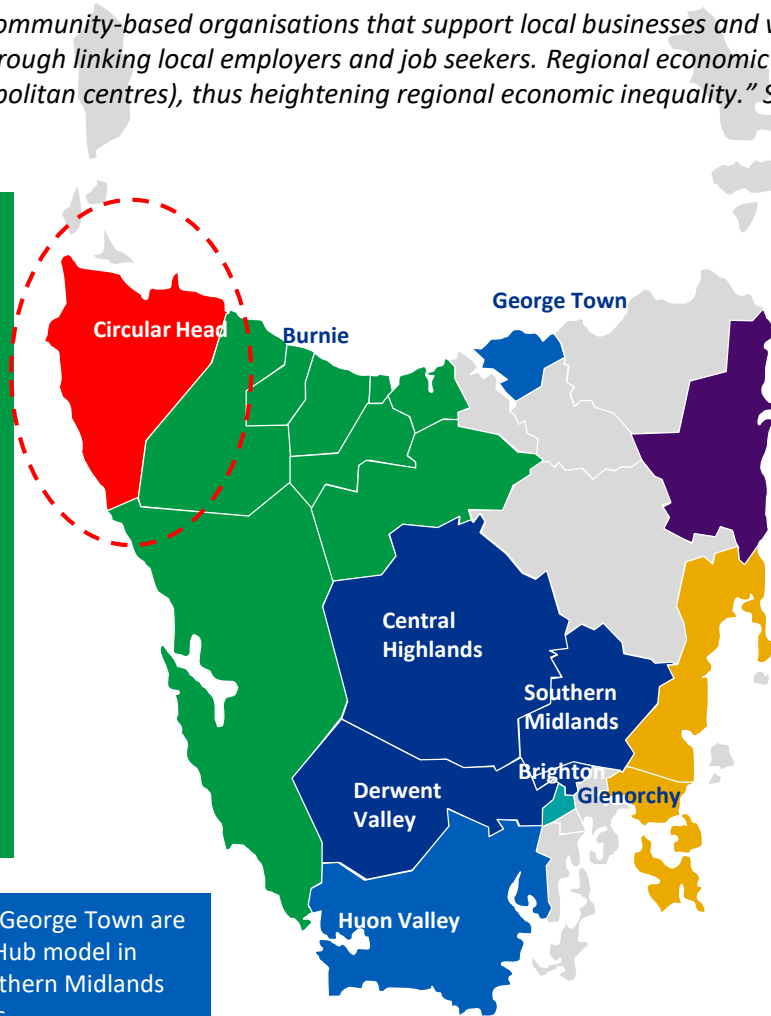 ommunity-based organisations that support local businesses and
rough linking local employers and job seekers. Regional economic
politan centres), thus heightening regional economic inequality.”
George Town
Circular Head
Burnie
Central
Highlands
Southern
Midlands
Brighton
Glenorchy
Derwent
Valley
Huon Valley
George Town are
Hub model in
thern Midlands